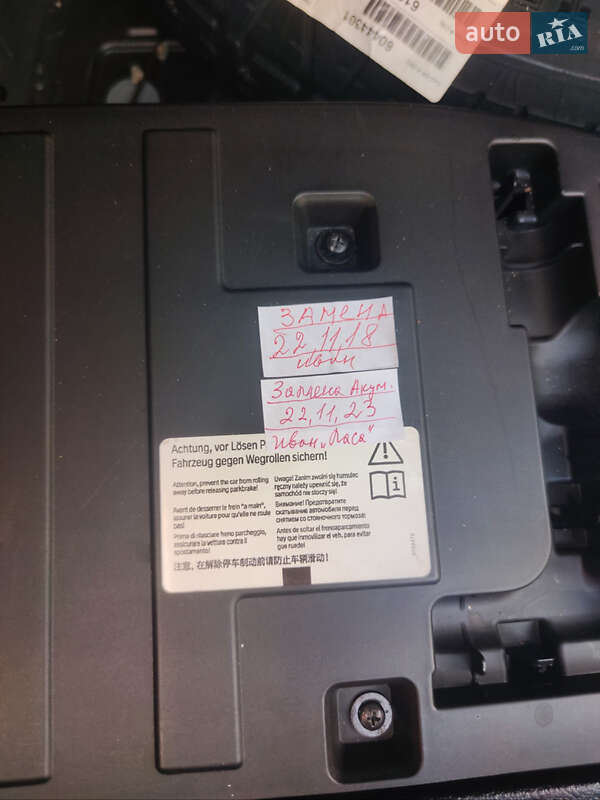 60444301
auto RIA .com
ЗАМЕНА
22,11,18
Замена Акум.
22, 11, 23
Иван „Ласа"
Achtung, vor Lösen P
Fahrzeug gegen Wegrollen sichern!
Attention, prevent the car from rolling
away before releasing parkbrake!
Avant de desserrer le frein "a main",
assurer la voiture pour qu'elle ne roule
pas!
Prima di rilasciare freno parcheggio,
assicurare la vettura contro il
spostamento!
Uwaga! Zanim zwolni się hamulec
ręczny należy upewnić się, że
samochód nie stoczy się!
Внимание! Предотвратите
скатывание автомобиля перед
снятием со стояночного тормоза!
Antes de soltar el frenoaparcamiento
hay que inmovilizar el veh. para evitar
que ruede!
注意，在解除停车制动前请防止车辆滑动！